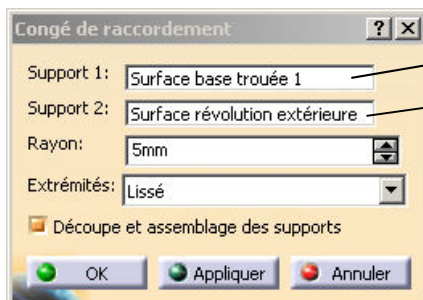 Congé de raccordement
Support 1: Surface base trouée 1
Support 2: Surface révolution extérieure
Rayon: 5mm
Extrémités: Lissé
Découpe et assemblage des supports
OK Appliquer Annuler